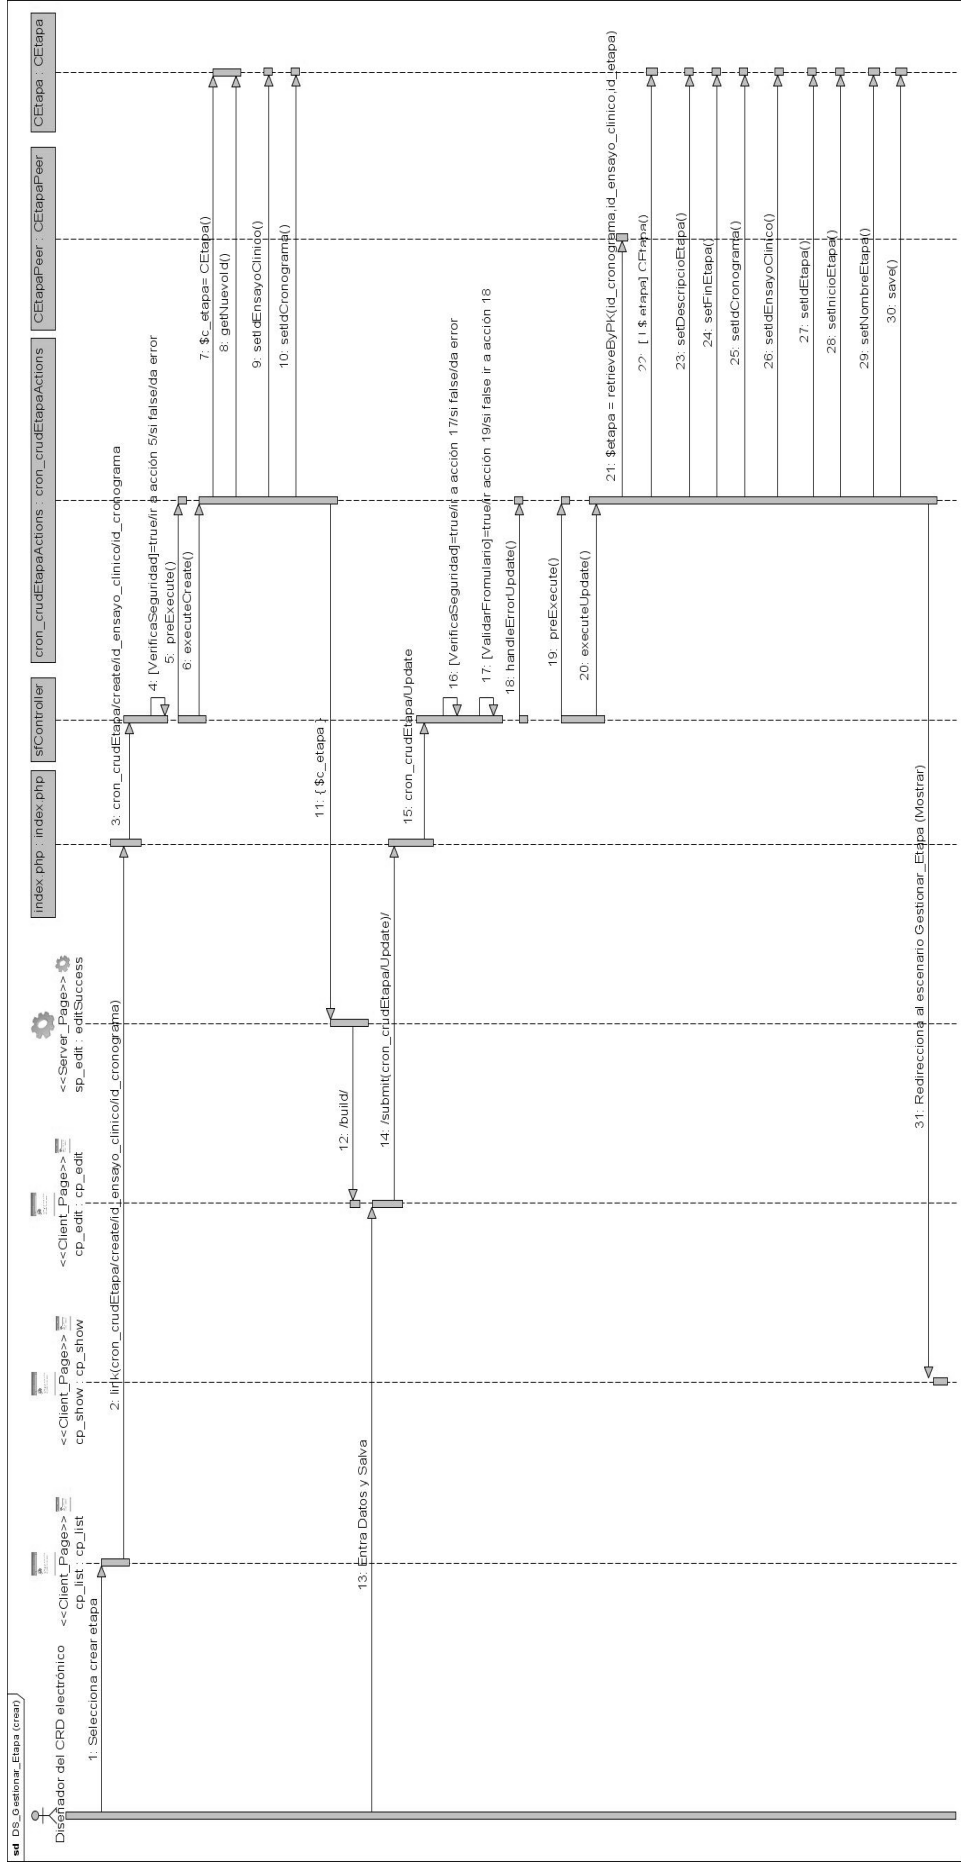 sd DS_Gestionar_Etapa (crear)
Diseñador del CRD electrónico
<<Client_Page>>
cp_list : cp_list
<<Client_Page>>
cp_show : cp_show
<<Client_Page>>
cp_edit : cp_edit
<<Server_Page>>
sp_edit : editSuccess
index.php : index.php
sfController
cron_crudEtapaActions : cron_crudEtapaActions
CEtapaPeer : CEtapaPeer
CEtapa : CEtapa
1: Selecciona crear etapa
2: link(cron_crudEtapa/create/id_ensayo_clinico/id_cronograma)
3: cron_crudEtapa/create/id_ensayo_clinico/id_cronograma
4: [VerificaSeguridad]=true/ir a acción 5/si false/da error
5: preExecute()
6: executeCreate()
7: $c_etapa= CEtapa()
8: getNuevoId()
9: setIdEnsayoClinico()
10: setIdCronograma()
11: { $c_etapa }
12: /build/
13: Entra Datos y Salva
14: /submit(cron_crudEtapa/Update)/
15: cron_crudEtapa/Update
16: [VerificaSeguridad]=true/ir a acción 17/si false/da error
17: [ValidarFromulario]=true/ir acción 19/si false ir a acción 18
18: handleErrorUpdate()
19: preExecute()
20: executeUpdate()
21: $etapa = retrieveByPK(id_cronograma,id_ensayo_clinico,id_etapa)
22: [ ! $ etapa] CEtapa()
23: setDescripcioEtapa()
24: setFinEtapa()
25: setIdCronograma()
26: setIdEnsayoClinico()
27: setIdEtapa()
28: setInicioEtapa()
29: setNombreEtapa()
30: save()
31: Redirecciona al escenario Gestionar_Etapa (Mostrar)